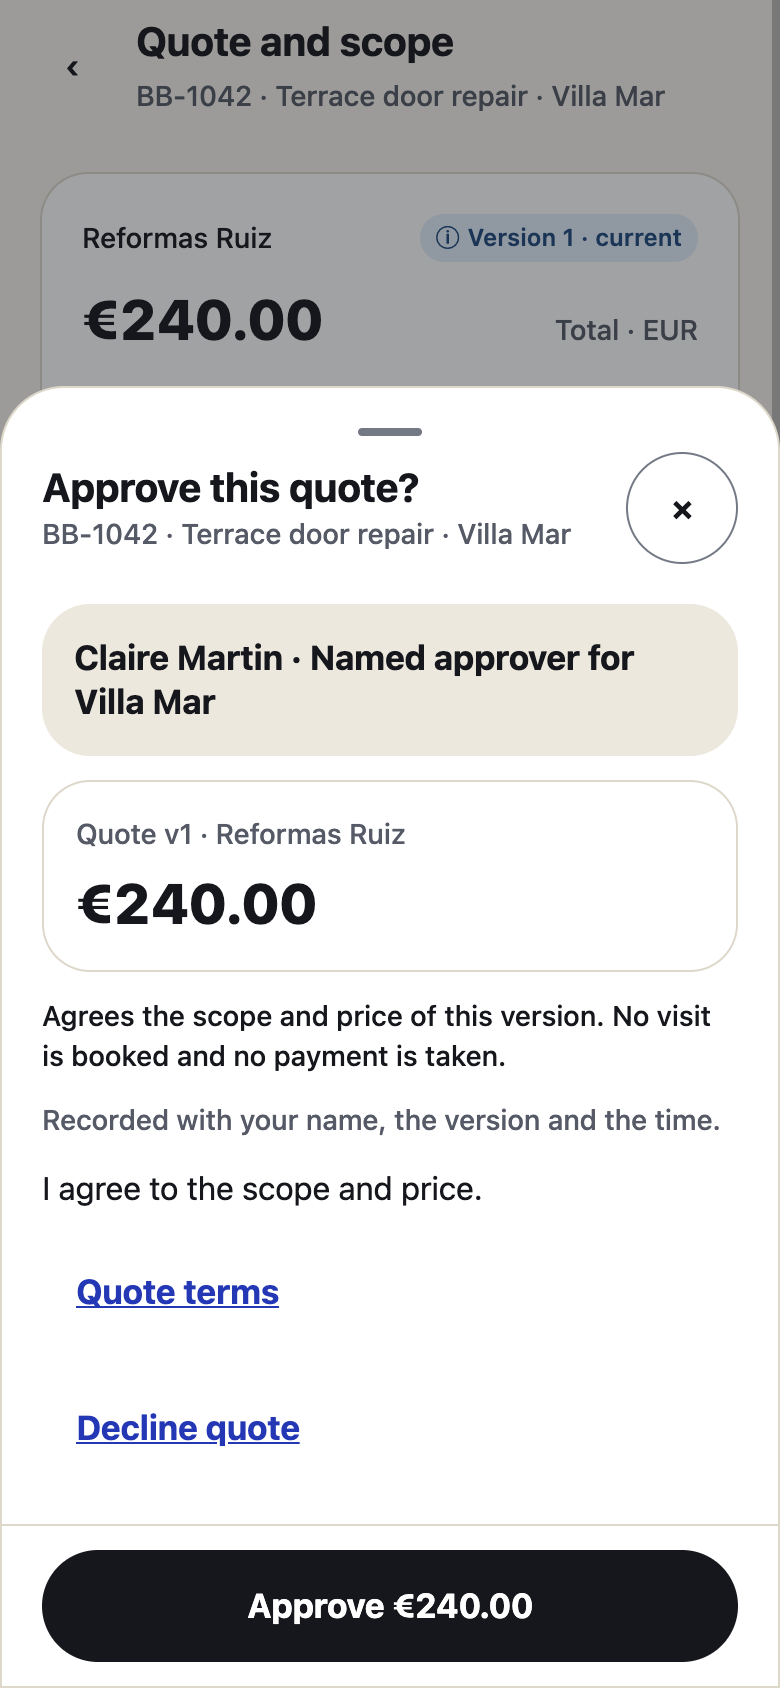 Quote and scope
BB-1042 · Terrace door repair · Villa Mar
Reformas Ruiz
Version 1 · current
€240.00
Total · EUR
Approve this quote?
BB-1042 · Terrace door repair · Villa Mar
Claire Martin · Named approver for
Villa Mar
Quote v1 · Reformas Ruiz
€240.00
Agrees the scope and price of this version. No visit
is booked and no payment is taken.
Recorded with your name, the version and the time.
I agree to the scope and price.
Quote terms
Decline quote
Approve €240.00